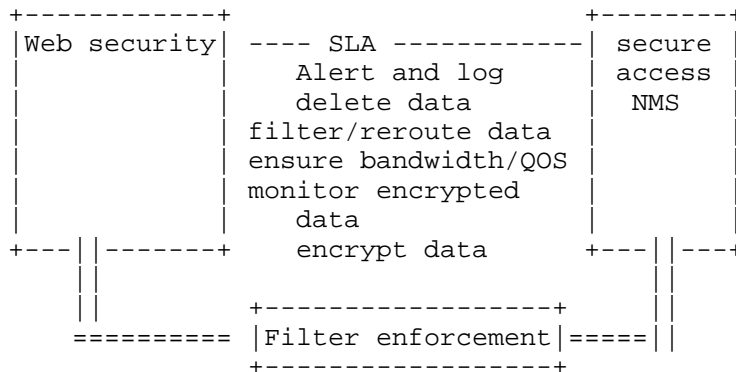 Web security ---- SLA ------------ secure
Alert and log access
delete data NMS
filter/reroute data
ensure bandwidth/QOS
monitor encrypted
data
encrypt data
Filter enforcement